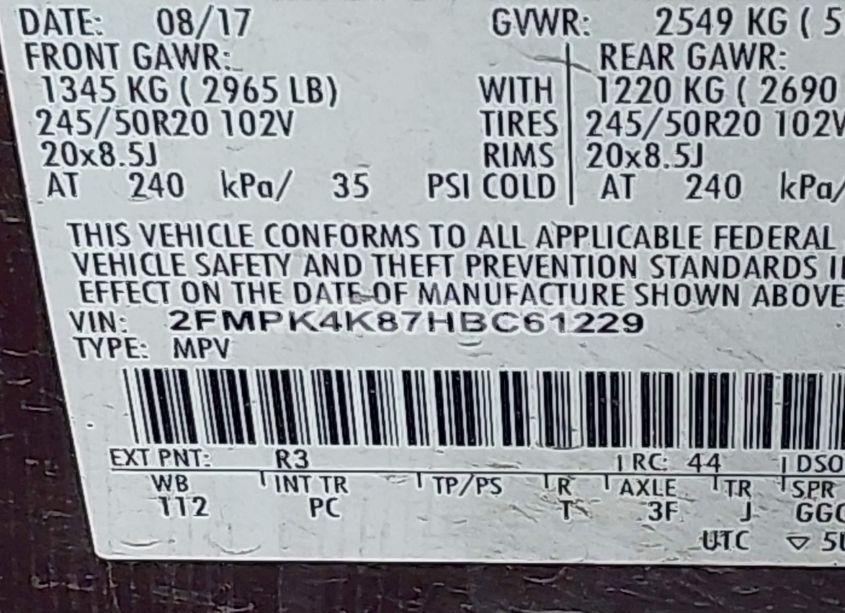 DATE: 08/17 GVWR: 2549 KG ( 5
FRONT GAWR: REAR GAWR:
1345 KG ( 2965 LB) WITH 1220 KG ( 2690
245/50R20 102V TIRES 245/50R20 102V
20x8.5J RIMS 20x8.5J
AT 240 kPa/ 35 PSI COLD AT 240 kPa/
THIS VEHICLE CONFORMS TO ALL APPLICABLE FEDERAL
VEHICLE SAFETY AND THEFT PREVENTION STANDARDS I
EFFECT ON THE DATE OF MANUFACTURE SHOWN ABOVE
VIN: 2FMPK4K87HBC61229
TYPE: MPV
EXT PNT: R3 RC: 44 DSO
WB INT TR TP/PS R AXLE TR SPR
112 PC T 3F J GGG
UTC ▽ 5